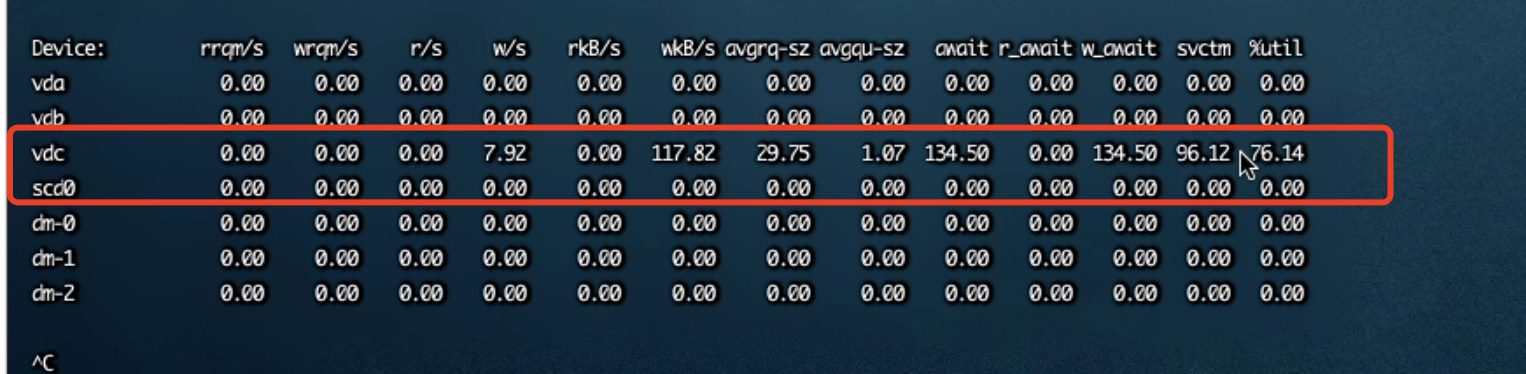 Device: rrqm/s wrqm/s r/s w/s rkB/s wkB/s avgrq-sz avgqu-sz await r_await w_await svctm %util
vda 0.00 0.00 0.00 0.00 0.00 0.00 0.00 0.00 0.00 0.00 0.00 0.00 0.00
vdb 0.00 0.00 0.00 0.00 0.00 0.00 0.00 0.00 0.00 0.00 0.00 0.00 0.00
vdc 0.00 0.00 0.00 7.92 0.00 117.82 29.75 1.07 134.50 0.00 134.50 96.12 76.14
scd0 0.00 0.00 0.00 0.00 0.00 0.00 0.00 0.00 0.00 0.00 0.00 0.00 0.00
dm-0 0.00 0.00 0.00 0.00 0.00 0.00 0.00 0.00 0.00 0.00 0.00 0.00 0.00
dm-1 0.00 0.00 0.00 0.00 0.00 0.00 0.00 0.00 0.00 0.00 0.00 0.00 0.00
dm-2 0.00 0.00 0.00 0.00 0.00 0.00 0.00 0.00 0.00 0.00 0.00 0.00 0.00
^C